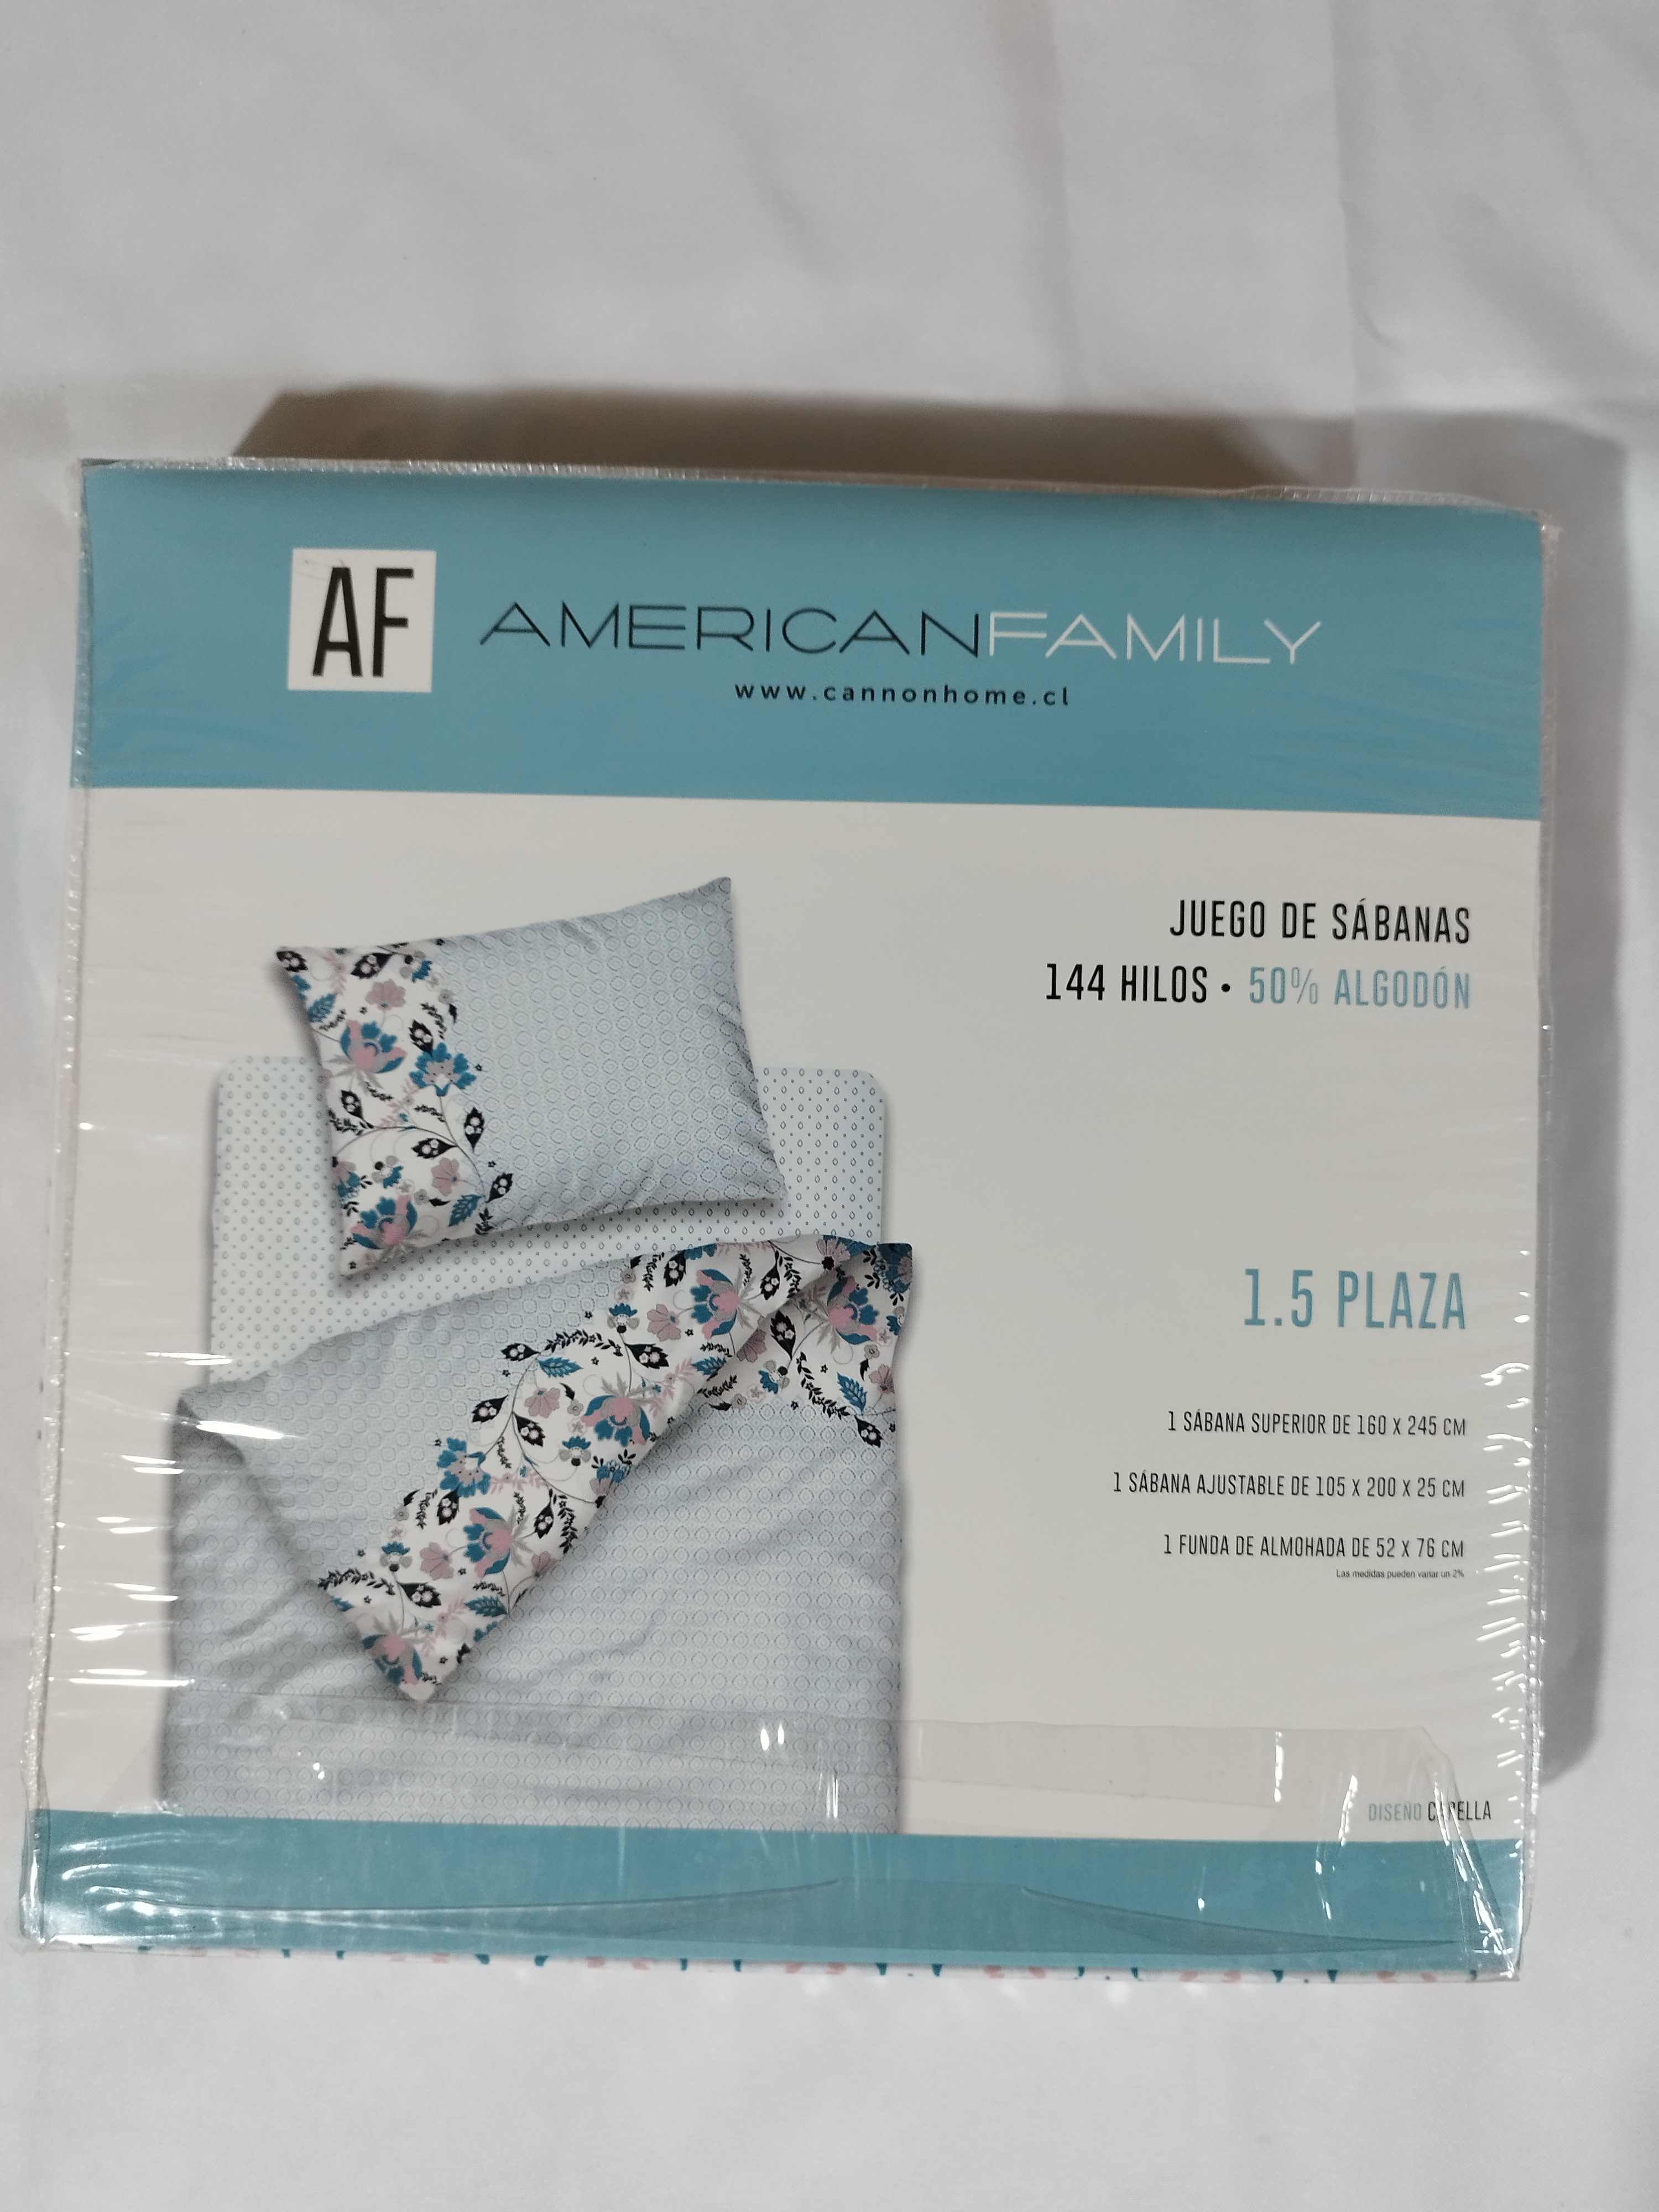 AF
AMERICANFAMILY
www.cannonhome.cl
JUEGO DE SÁBANAS
144 HILOS • 50% ALGODÓN
1.5 PLAZA
1 SÁBANA SUPERIOR DE 160 X 245 CM
1 SÁBANA AJUSTABLE DE 105 X 200 X 25 CM
1 FUNDA DE ALMOHADA DE 52 X 76 CM
Las medidas pueden variar un 2%
DISEÑO CAPELLA